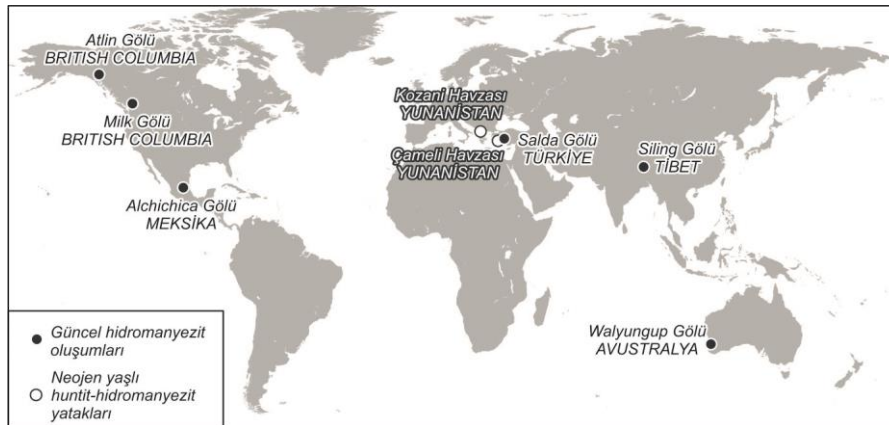 Atlin Gölü
BRITISH COLUMBIA
Milk Gölü
BRITISH COLUMBIA
Alchichica Gölü
MEKSİKA
Kozani Havzası
YUNANİSTAN
Salda Gölü
TÜRKİYE
Çameli Havzası
YUNANİSTAN
Siling Gölü
TİBET
Walyungup Gölü
AVUSTRALYA
Güncel hidromanyezit
oluşumları
Neojen yaşlı
huntit-hidromanyezit
yatakları